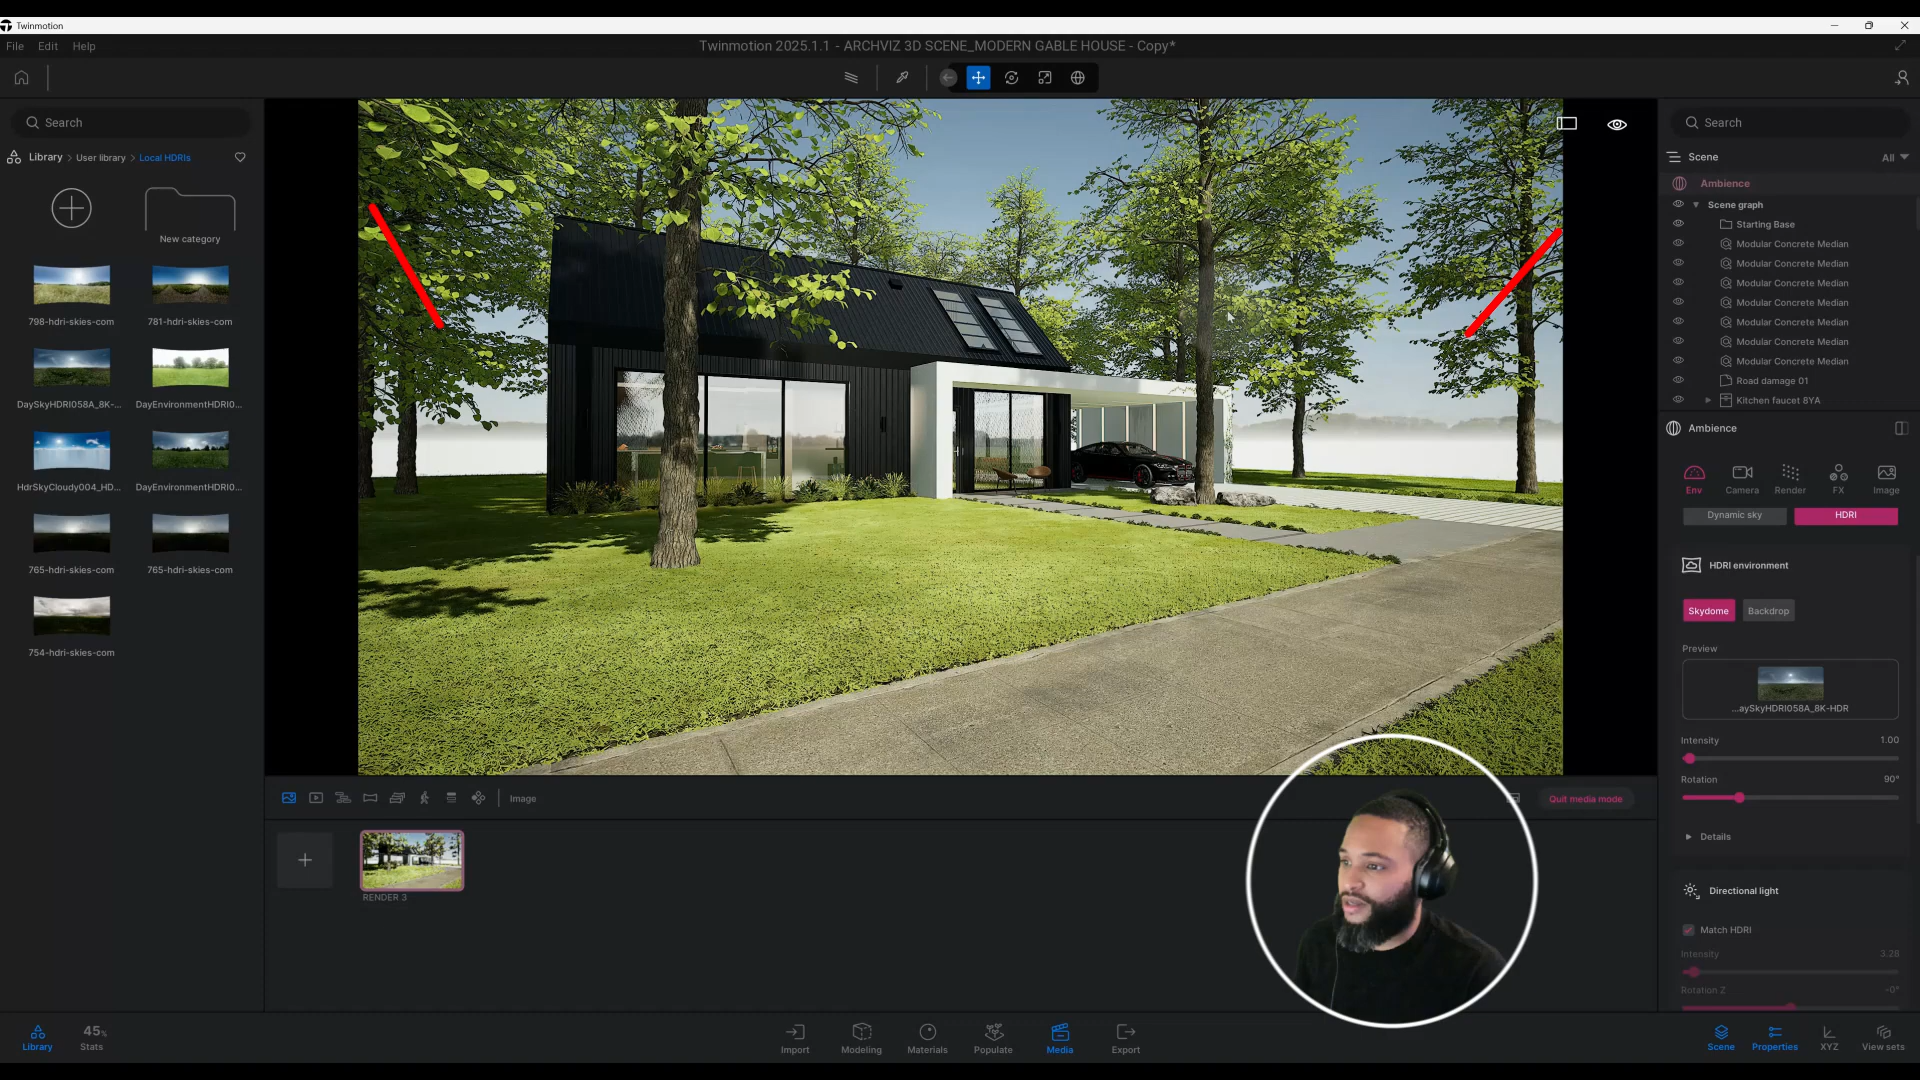 Twinmotion
File Edit Help
Twinmotion 2025.1.1 - ARCHVIZ 3D SCENE_MODERN GABLE HOUSE - Copy*
Search
Library > User library > Local HDRIs
New category
798-hdri-skies-com
781-hdri-skies-com
DaySkyHDRI058A_8K-...
DayEnvironmentHDRI0...
HdrSkyCloudy004_HD...
DayEnvironmentHDRI0...
765-hdri-skies-com
765-hdri-skies-com
754-hdri-skies-com
Image
Quit media mode
RENDER 3
Search
Scene
All
Ambience
Scene graph
Starting Base
Modular Concrete Median
Modular Concrete Median
Modular Concrete Median
Modular Concrete Median
Modular Concrete Median
Modular Concrete Median
Modular Concrete Median
Road damage 01
Kitchen faucet 8YA
Ambience
Env Camera Render FX Image
Dynamic sky HDRI
HDRI environment
Skydome Backdrop
Preview
...aySkyHDRI058A_8K-HDR
Intensity 1.00
Rotation 90°
Details
Directional light
Match HDRI
Intensity 3.28
Rotation Z -0°
Library
45%
Stats
Import Modeling Materials Populate Media Export
Scene Properties XYZ View sets